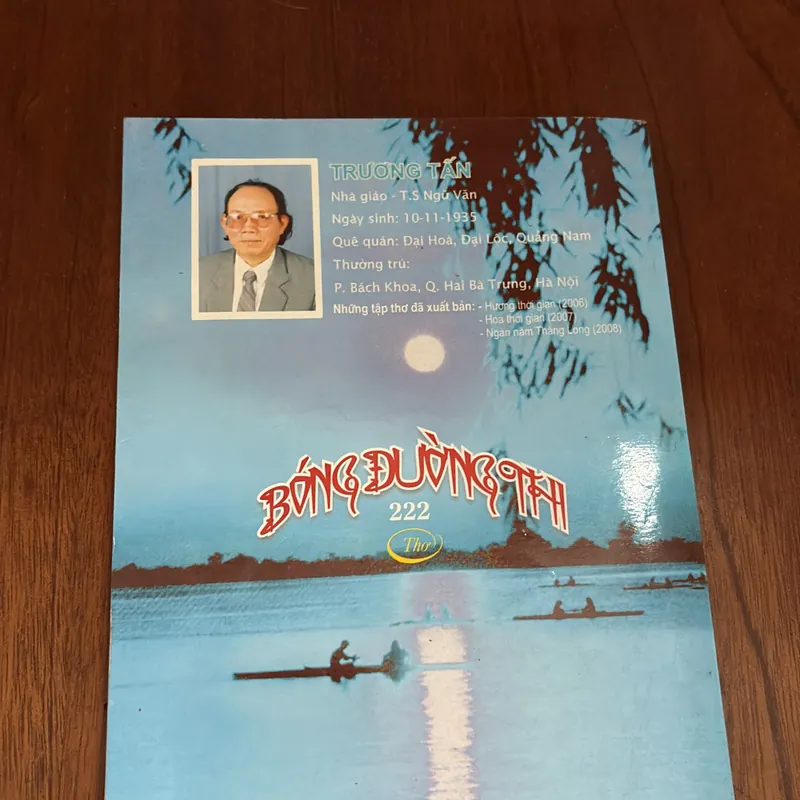 TRƯƠNG TẤN
Nhà giáo - T.S Ngữ Văn
Ngày sinh: 10-11-1935
Quê quán: Đại Hoà, Đại Lộc, Quảng Nam
Thường trú:
P. Bách Khoa, Q. Hai Bà Trưng, Hà Nội
Những tập thơ đã xuất bản: - Hương thời gian (2006)
- Hoa thời gian (2007)
- Ngàn năm Thăng Long (2008)
BÓNG ĐƯỜNG THI
222
Thơ